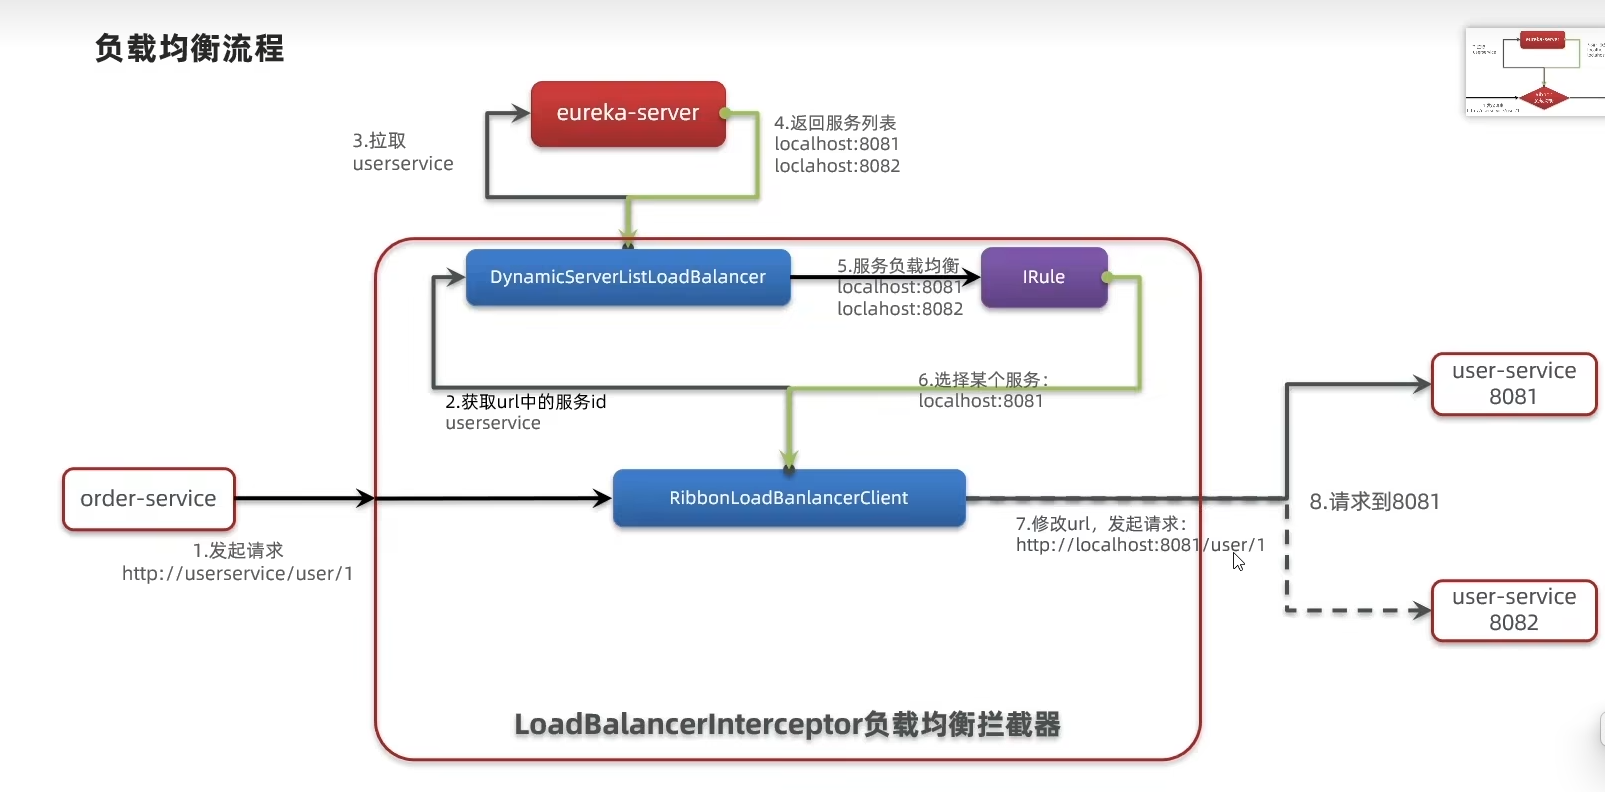 负载均衡流程
eureka-server
3.拉取
userservice
4.返回服务列表
localhost:8081
loclahost:8082
DynamicServerListLoadBalancer
5.服务负载均衡
localhost:8081
loclahost:8082
IRule
2.获取url中的服务id
userservice
6.选择某个服务：
localhost:8081
user-service
8081
order-service
1.发起请求
http://userservice/user/1
RibbonLoadBanlancerClient
7.修改url，发起请求：
http://localhost:8081/user/1
8.请求到8081
user-service
8082
LoadBalancerInterceptor负载均衡拦截器
eureka-server